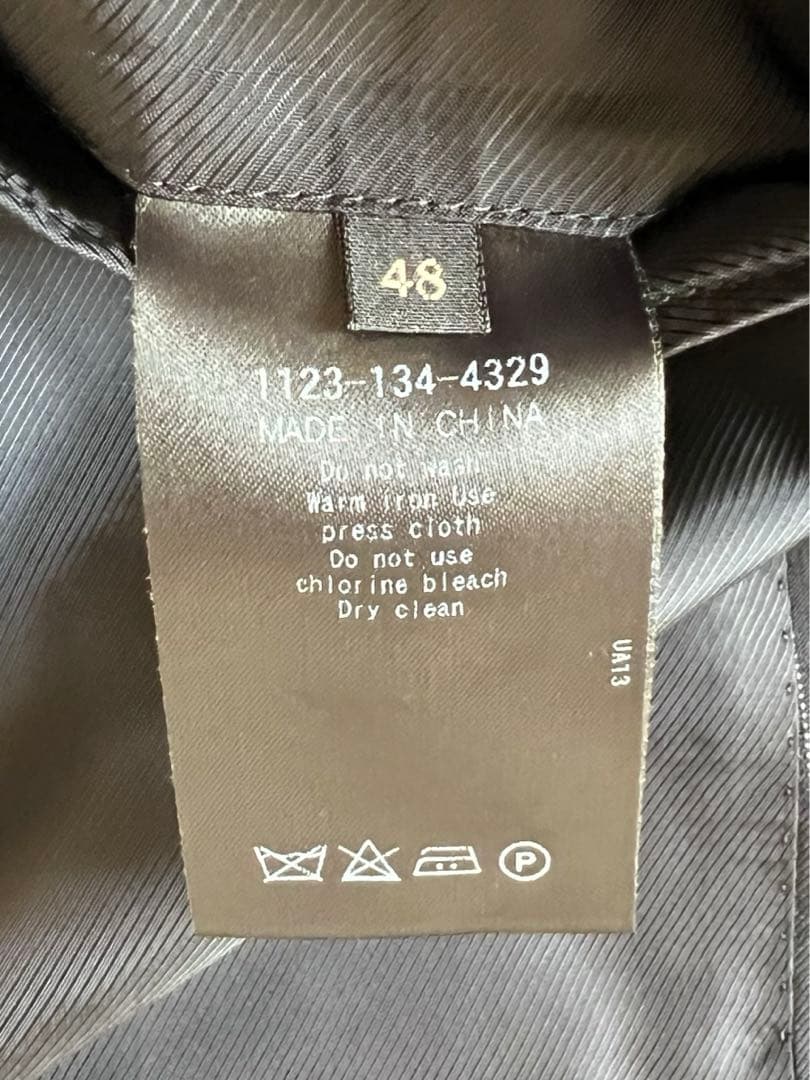 48
1123-134-4329
MADE IN CHINA
Do not wash
Warm iron Use
press cloth
Do not use
chlorine bleach
Dry clean
UA13
P